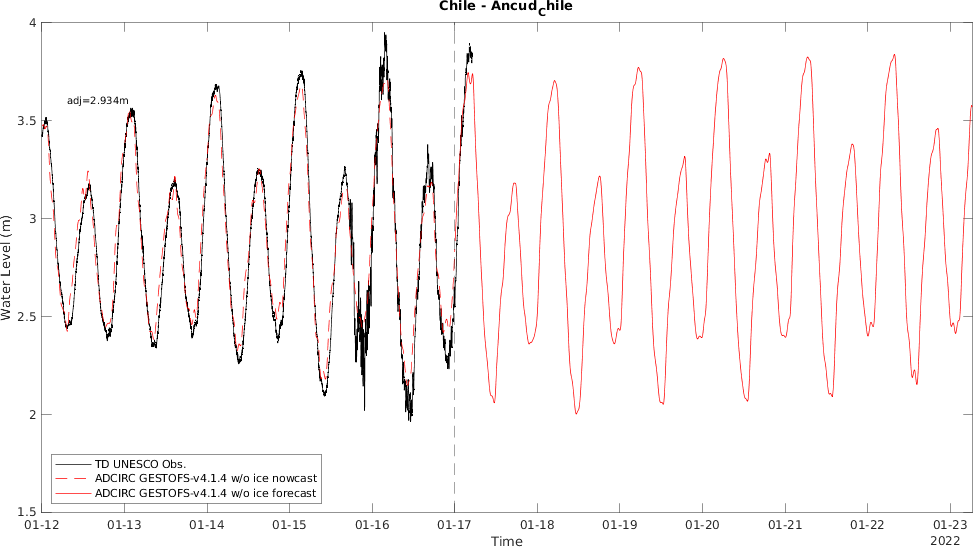 Chile - Ancud_Chile
4
adj=2.934m
3.5
3
2.5
2
1.5
Water Level (m)
TD UNESCO Obs.
ADCIRC GESTOFS-v4.1.4 w/o ice nowcast
ADCIRC GESTOFS-v4.1.4 w/o ice forecast
01-12 01-13 01-14 01-15 01-16 01-17 01-18 01-19 01-20 01-21 01-22 01-23
Time 2022